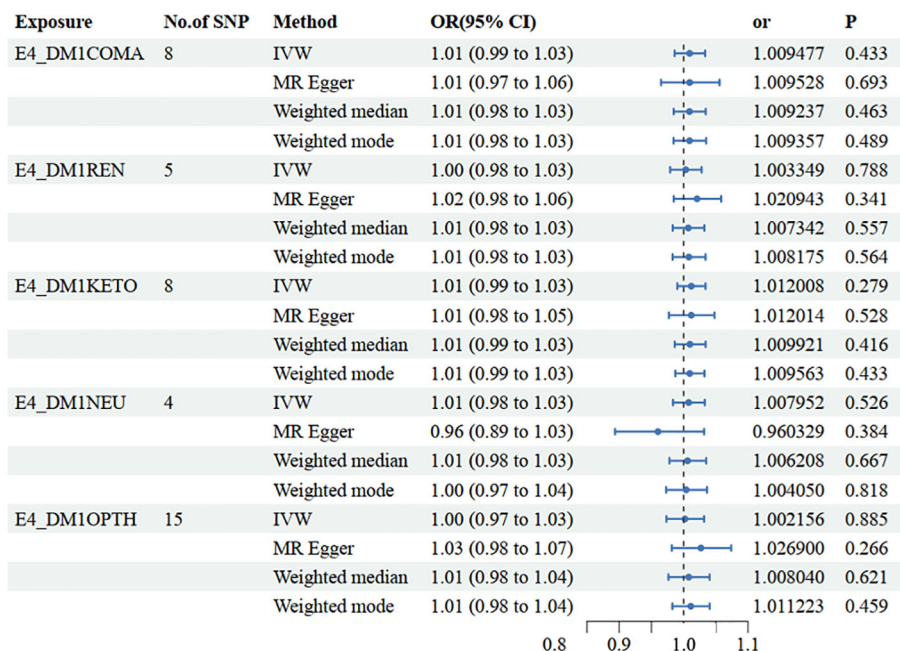 Exposure No.of SNP Method OR(95% CI) or P
E4_DM1COMA 8 IVW 1.01 (0.99 to 1.03) 1.009477 0.433
MR Egger 1.01 (0.97 to 1.06) 1.009528 0.693
Weighted median 1.01 (0.98 to 1.03) 1.009237 0.463
Weighted mode 1.01 (0.98 to 1.03) 1.009357 0.489
E4_DM1REN 5 IVW 1.00 (0.98 to 1.03) 1.003349 0.788
MR Egger 1.02 (0.98 to 1.06) 1.020943 0.341
Weighted median 1.01 (0.98 to 1.03) 1.007342 0.557
Weighted mode 1.01 (0.98 to 1.03) 1.008175 0.564
E4_DM1KETO 8 IVW 1.01 (0.99 to 1.03) 1.012008 0.279
MR Egger 1.01 (0.98 to 1.05) 1.012014 0.528
Weighted median 1.01 (0.99 to 1.03) 1.009921 0.416
Weighted mode 1.01 (0.99 to 1.03) 1.009563 0.433
E4_DM1NEU 4 IVW 1.01 (0.98 to 1.03) 1.007952 0.526
MR Egger 0.96 (0.89 to 1.03) 0.960329 0.384
Weighted median 1.01 (0.98 to 1.03) 1.006208 0.667
Weighted mode 1.00 (0.97 to 1.04) 1.004050 0.818
E4_DM1OPTH 15 IVW 1.00 (0.97 to 1.03) 1.002156 0.885
MR Egger 1.03 (0.98 to 1.07) 1.026900 0.266
Weighted median 1.01 (0.98 to 1.04) 1.008040 0.621
Weighted mode 1.01 (0.98 to 1.04) 1.011223 0.459
0.8 0.9 1.0 1.1